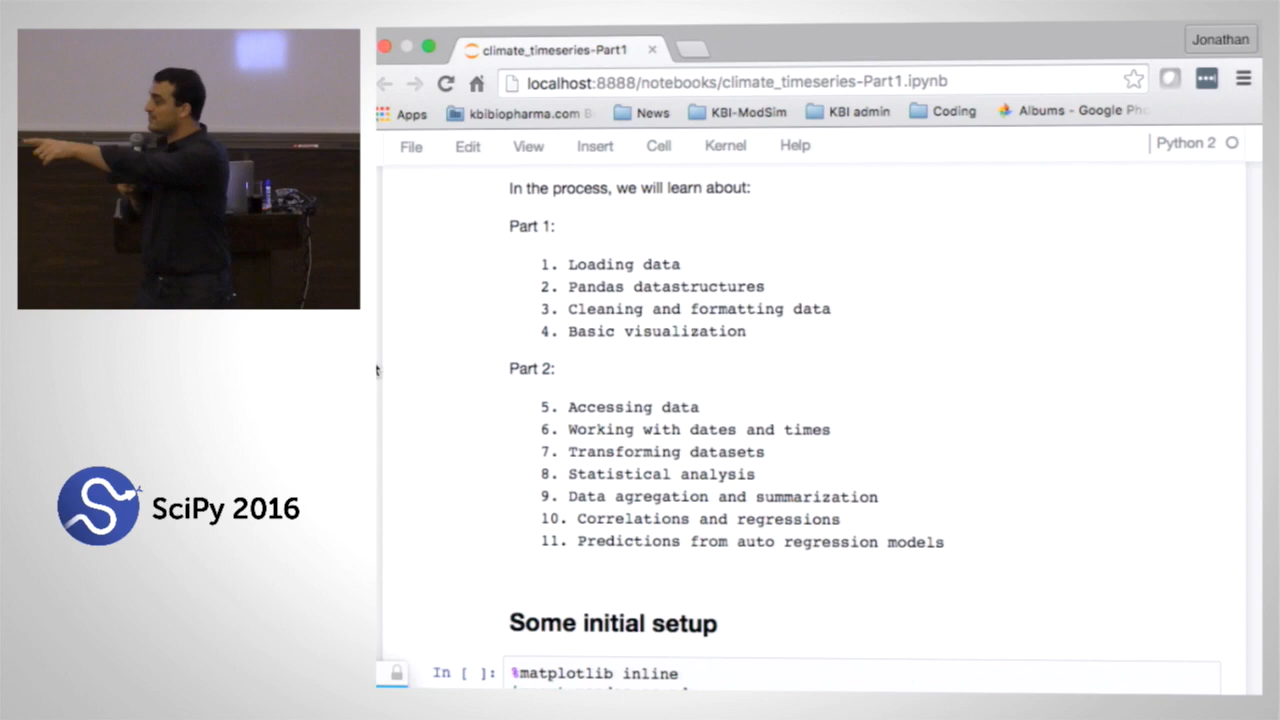 climate_timeseries-Part1
Jonathan
localhost:8888/notebooks/climate_timeseries-Part1.ipynb
Apps kbibiopharma.com News KBI-ModSim KBI admin Coding Albums - Google
File Edit View Insert Cell Kernel Help Python 2
In the process, we will learn about:
Part 1:
1. Loading data
2. Pandas datastructures
3. Cleaning and formatting data
4. Basic visualization
Part 2:
5. Accessing data
6. Working with dates and times
7. Transforming datasets
8. Statistical analysis
9. Data agregation and summarization
10. Correlations and regressions
11. Predictions from auto regression models
Some initial setup
In [ ]: %matplotlib inline
SciPy 2016